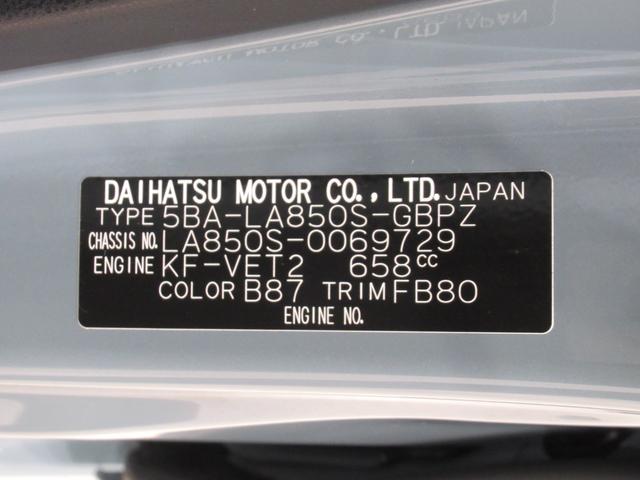 DAIHATSU MOTOR CO., LTD. JAPAN
TYPE 5BA-LA850S-GBPZ
CHASSIS NO. LA850S-0069729
ENGINE KF-VET2 658cc
COLOR B87 TRIM FB80
ENGINE NO.